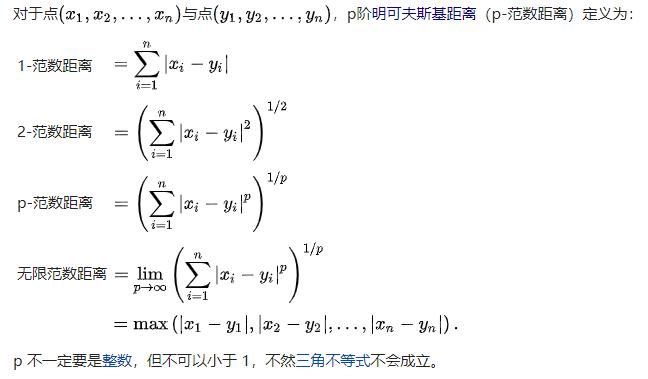 对于点$(x_1, x_2, \ldots, x_n)$与点$(y_1, y_2, \ldots, y_n)$，p阶明可夫斯基距离（p-范数距离）定义为：
1-范数距离 $= \sum_{i=1}^{n} |x_i - y_i|$
2-范数距离 $= \left( \sum_{i=1}^{n} |x_i - y_i|^2 \right)^{1/2}$
p-范数距离 $= \left( \sum_{i=1}^{n} |x_i - y_i|^p \right)^{1/p}$
无限范数距离 $= \lim_{p \to \infty} \left( \sum_{i=1}^{n} |x_i - y_i|^p \right)^{1/p}$
$= \max \left( |x_1 - y_1|, |x_2 - y_2|, \ldots, |x_n - y_n| \right).$
p 不一定要是整数，但不可以小于 1，不然三角不等式不会成立。